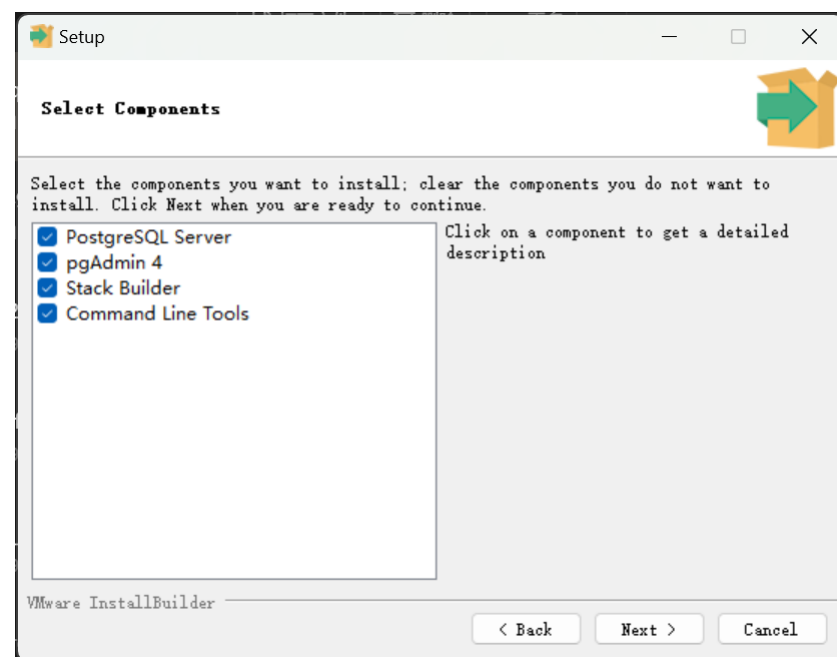 Setup
Select Components
Select the components you want to install; clear the components you do not want to
install. Click Next when you are ready to continue.
PostgreSQL Server
pgAdmin 4
Stack Builder
Command Line Tools
Click on a component to get a detailed
description
VMware InstallBuilder
< Back
Next >
Cancel